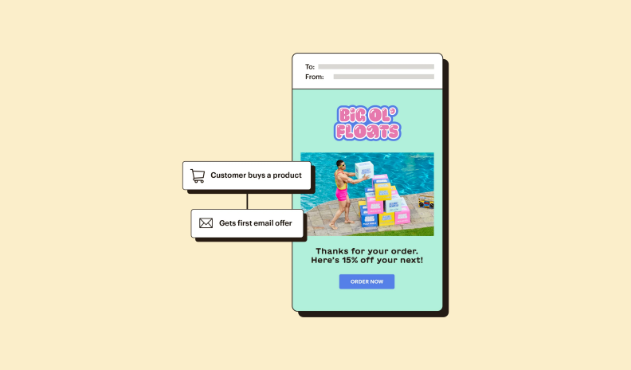 To:
From:
BIG OL'
FLOATS
Customer buys a product
Gets first email offer
Thanks for your order.
Here's 15% off your next!
ORDER NOW